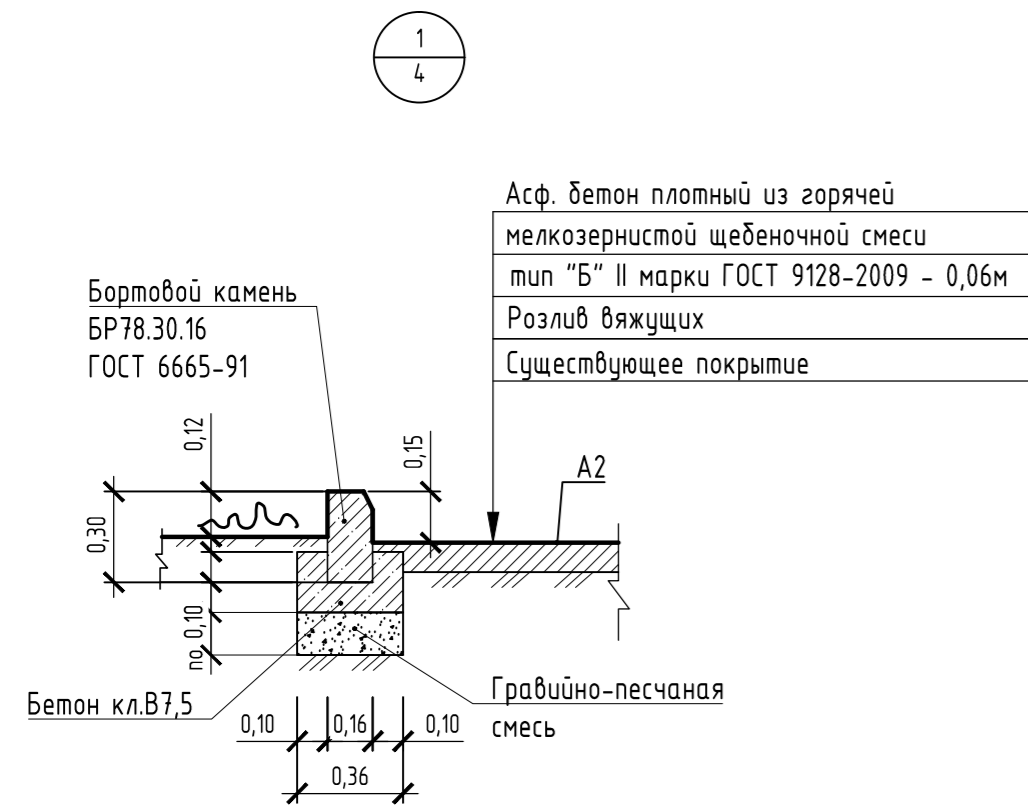 1
4
Асф. бетон плотный из горячей
мелкозернистой щебеночной смеси
тип "Б" II марки ГОСТ 9128-2009 - 0,06м
Розлив вяжущих
Существующее покрытие
Бортовой камень
БР78.30.16
ГОСТ 6665-91
0,12
0,15
А2
0,30
по 0,10
Бетон кл.В7,5
Гравийно-песчаная
смесь
0,10
0,16
0,10
0,36